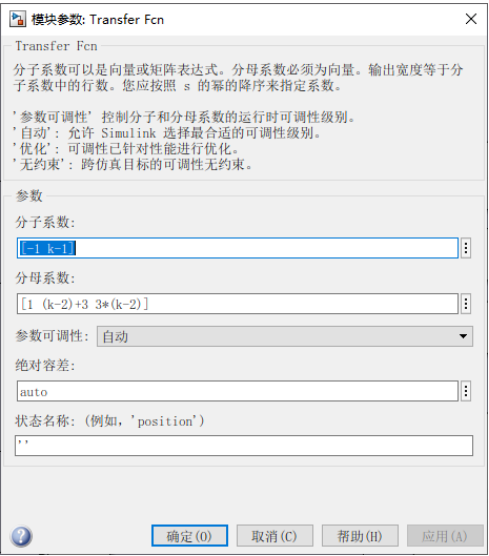 模块参数: Transfer Fcn
Transfer Fcn
分子系数可以是向量或矩阵表达式。分母系数必须为向量。输出宽度等于分
子系数中的行数。您应按照 s 的幂的降序来指定系数。
'参数可调性' 控制分子和分母系数的运行时可调性级别。
'自动': 允许 Simulink 选择最合适的可调性级别。
'优化': 可调性已针对性能进行优化。
'无约束': 跨仿真目标的可调性无约束。
参数
分子系数:
[-1 k-1]
分母系数:
[1 (k-2)+3 3*(k-2)]
参数可调性: 自动
绝对容差:
auto
状态名称: (例如, 'position')
''
确定(O) 取消(C) 帮助(H) 应用(A)